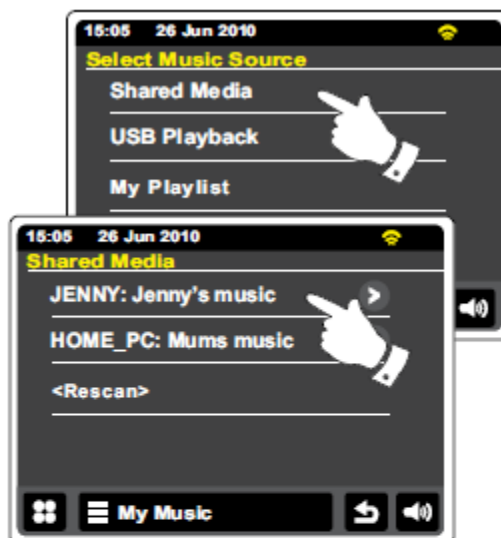 15:05 26 Jun 2010
Select Music Source
Shared Media
USB Playback
My Playlist
15:05 26 Jun 2010
Shared Media
JENNY: Jenny's music
HOME_PC: Mums music
<Rescan>
My Music